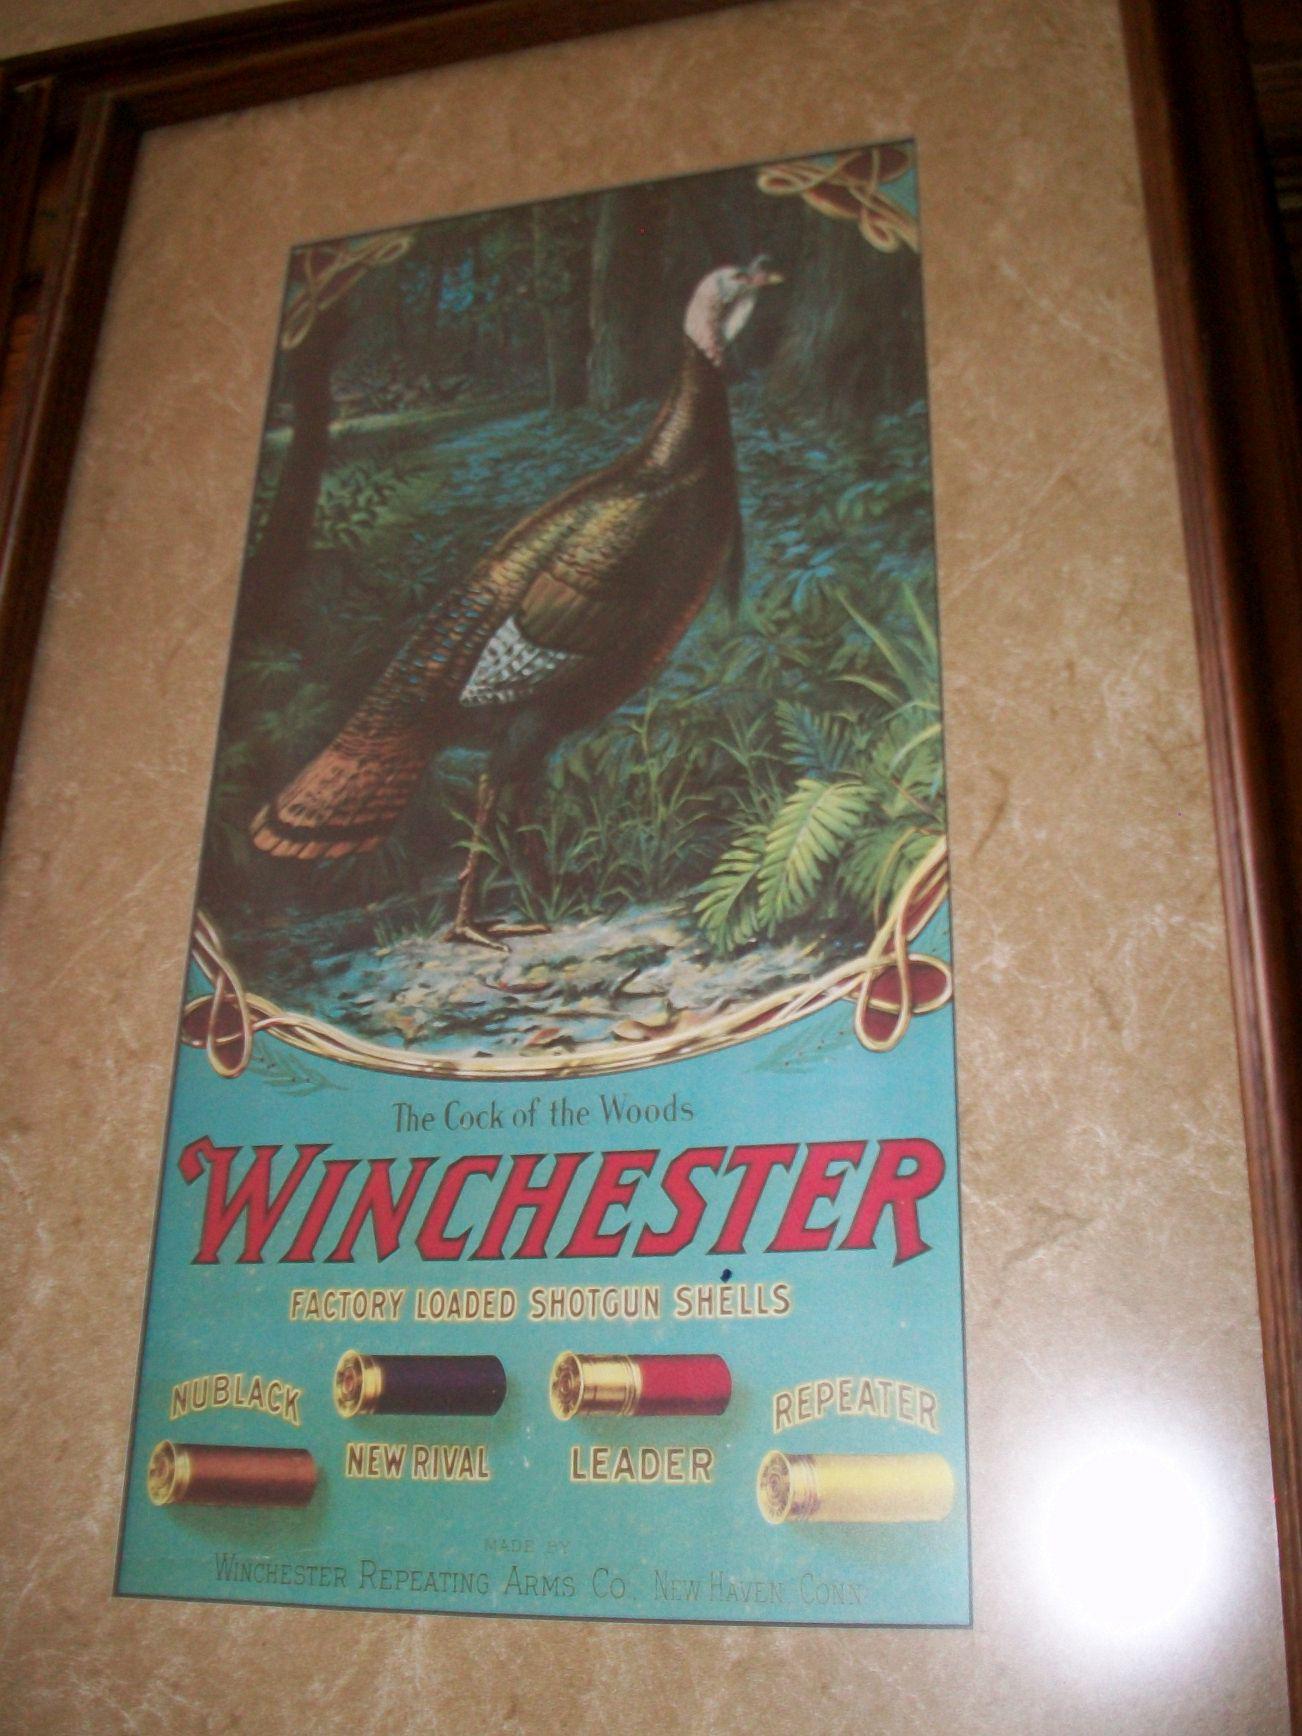 The Cock of the Woods
WINCHESTER
FACTORY LOADED SHOTGUN SHELLS
NUBLACK
NEW RIVAL
LEADER
REPEATER
MADE BY
WINCHESTER REPEATING ARMS CO. NEW HAVEN, CONN.